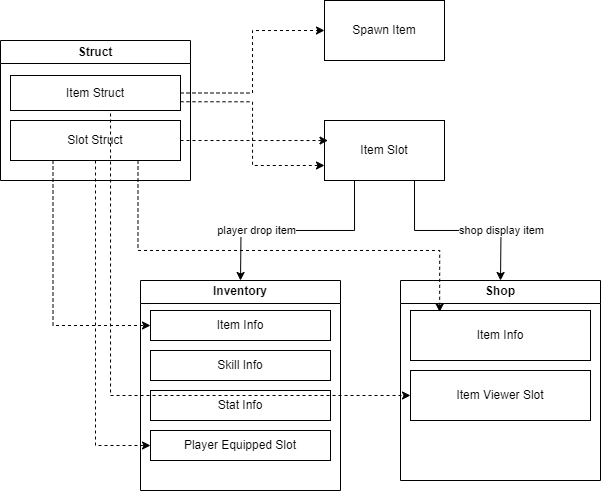 Spawn Item
Struct
Item Struct
Slot Struct
Item Slot
player drop item
shop display item
Inventory
Item Info
Skill Info
Stat Info
Player Equipped Slot
Shop
Item Info
Item Viewer Slot